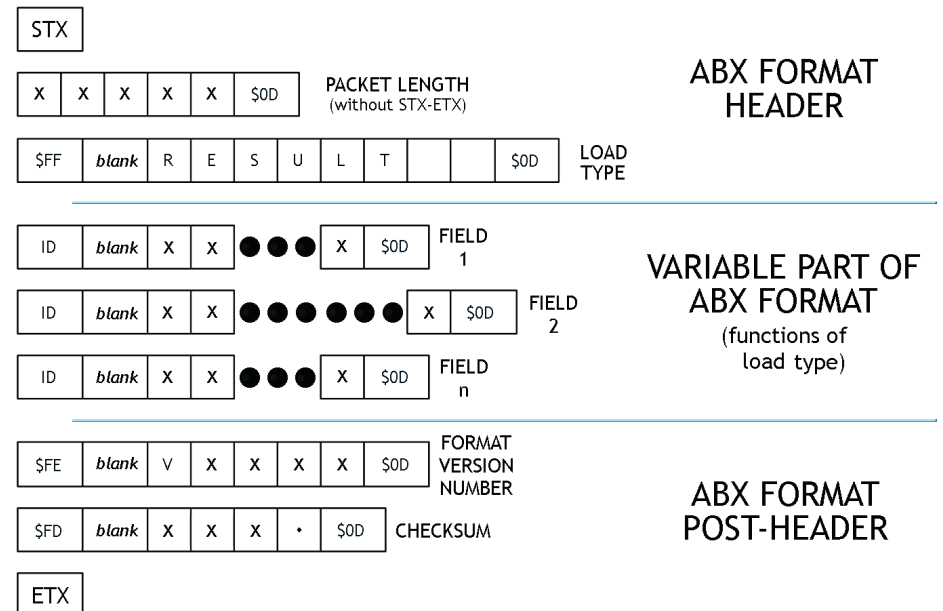 STX
X X X X X $0D PACKET LENGTH
(without STX-ETX)
ABX FORMAT
HEADER
$FF blank R E S U L T $0D LOAD
TYPE
ID blank X X X $0D FIELD
1
ID blank X X X $0D FIELD
2
ID blank X X X $0D FIELD
n
VARIABLE PART OF
ABX FORMAT
(functions of
load type)
$FE blank V X X X X $0D FORMAT
VERSION
NUMBER
$FD blank X X X · $0D CHECKSUM
ABX FORMAT
POST-HEADER
ETX